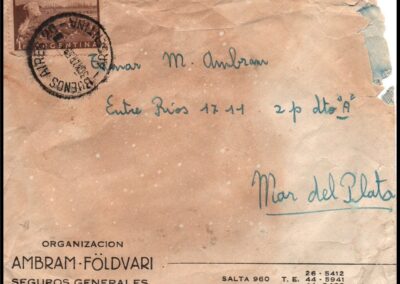 ARGENTINA
BUENOS AIRES
M. Ambram
Entre Ríos 1711 2 p dto "A"
Mar del Plata
ORGANIZACION
AMBRAM-FÖLDVARI
SEGUROS GENERALES
SALTA 960 T. E. 26 - 5412
44 - 5941